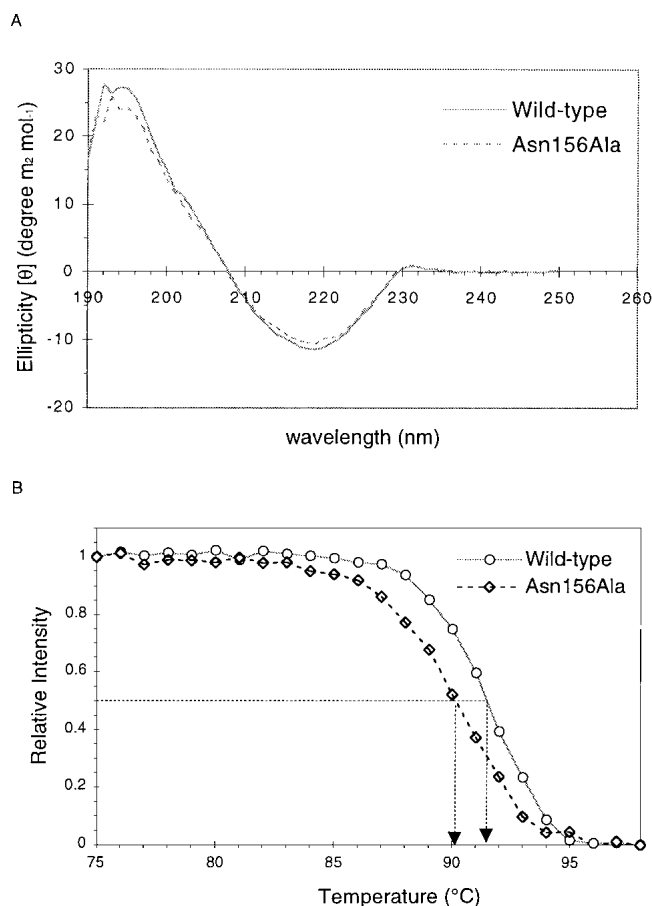 A
30
20
10
0
-10
-20
190 200 210 220 230 240 250 260
Ellipticity [θ] (degree m2 mol-1)
wavelength (nm)
Wild-type
Asn156Ala
B
1
0.8
0.6
0.4
0.2
0
75 80 85 90 95
Relative Intensity
Temperature (°C)
Wild-type
Asn156Ala